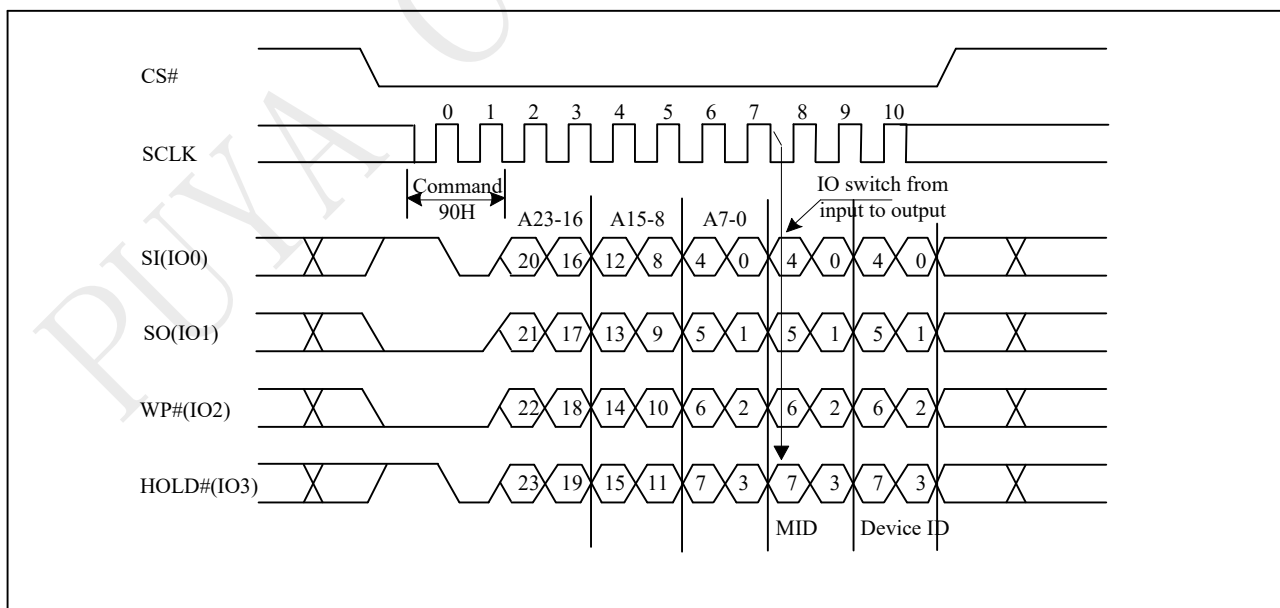 PUYA
CS#
0 1 2 3 4 5 6 7 8 9 10
SCLK
Command
90H
IO switch from
input to output
A23-16 A15-8 A7-0
SI(IO0) 20 16 12 8 4 0 4 0 4 0
SO(IO1) 21 17 13 9 5 1 5 1 5 1
WP#(IO2) 22 18 14 10 6 2 6 2 6 2
HOLD#(IO3) 23 19 15 11 7 3 7 3 7 3
MID Device ID